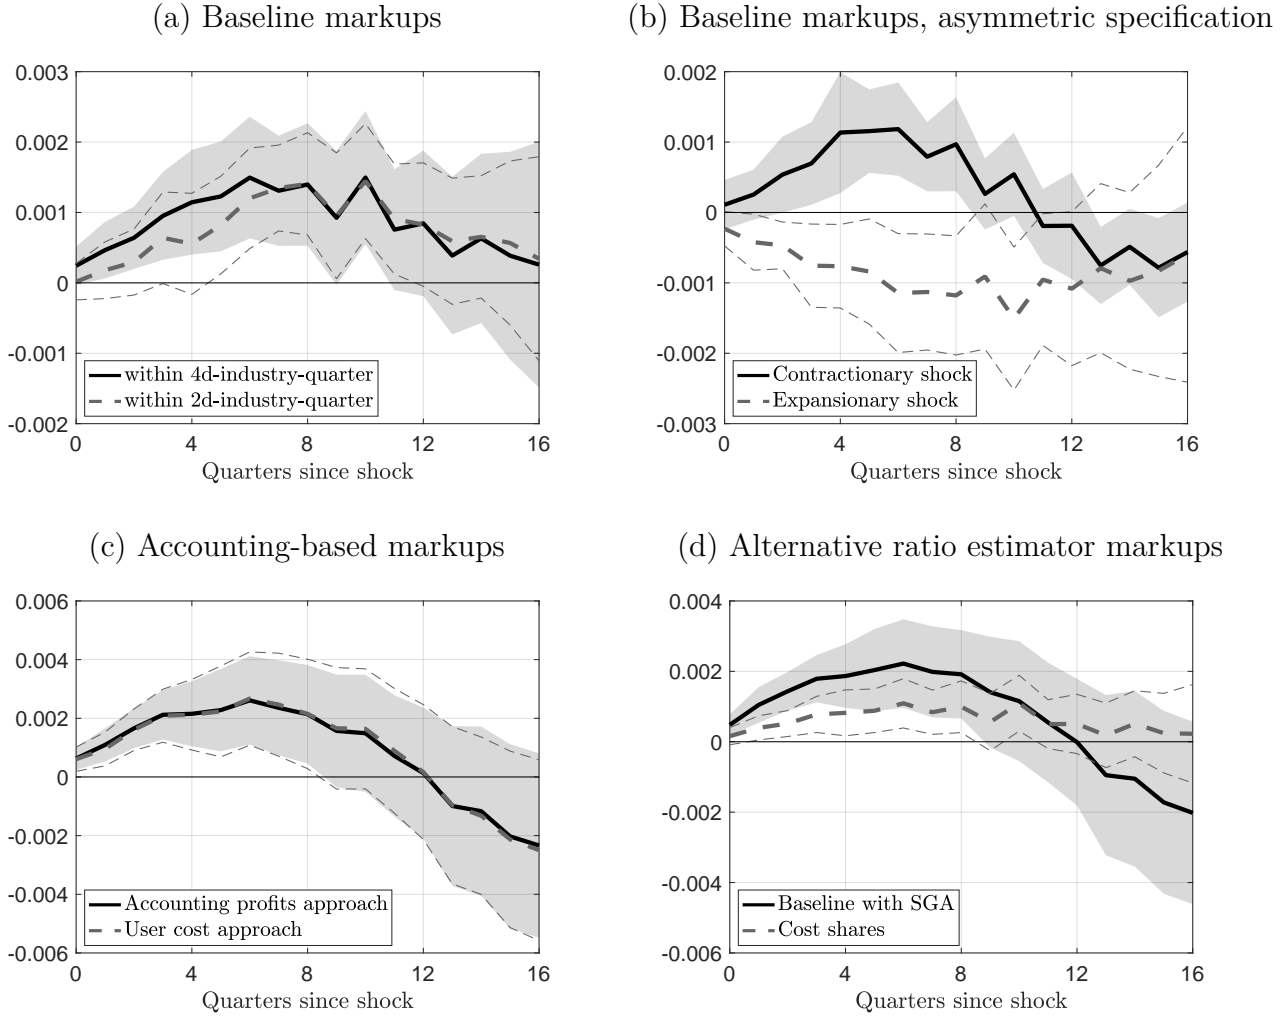 (a) Baseline markups
0.003
0.002
0.001
0
-0.001
-0.002
within 4d-industry-quarter
within 2d-industry-quarter
0 4 8 12 16
Quarters since shock
(b) Baseline markups, asymmetric specification
0.002
0.001
0
-0.001
-0.002
-0.003
Contractionary shock
Expansionary shock
0 4 8 12 16
Quarters since shock
(c) Accounting-based markups
0.006
0.004
0.002
0
-0.002
-0.004
-0.006
Accounting profits approach
User cost approach
0 4 8 12 16
Quarters since shock
(d) Alternative ratio estimator markups
0.004
0.002
0
-0.002
-0.004
-0.006
Baseline with SGA
Cost shares
0 4 8 12 16
Quarters since shock